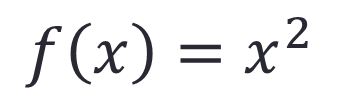 f(x) = x²